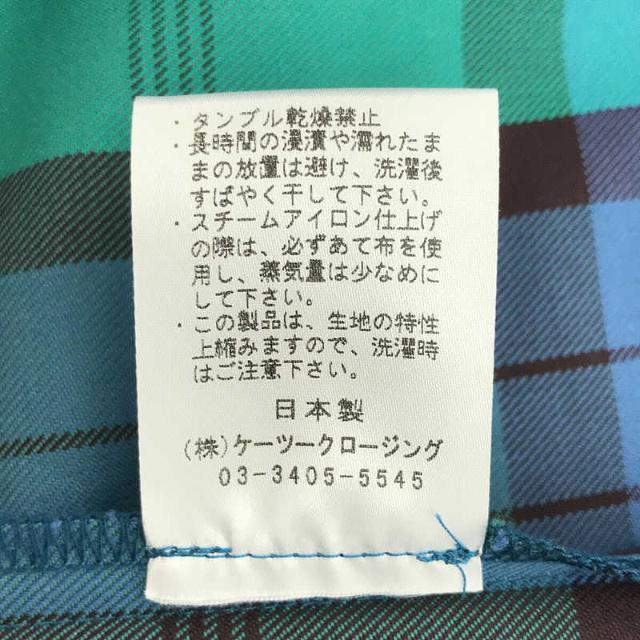 ・タンブル乾燥禁止
・長時間の浸漬や濡れたま
まの放置は避け、洗濯後
すばやく干して下さい。
・スチームアイロン仕上げ
の際は、必ずあて布を使
用し、蒸気量は少なめに
して下さい。
・この製品は、生地の特性
上縮みますので、洗濯時
はご注意下さい。
日本製
(株)ケーツークロージング
03-3405-5545